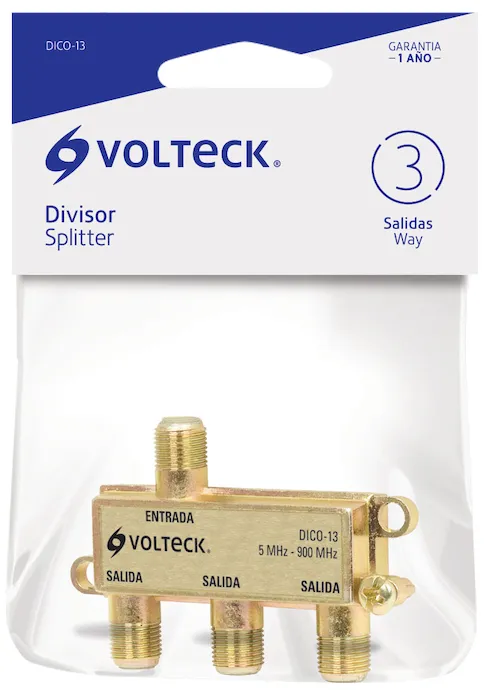 DICO-13
GARANTIA
1 AÑO
VOLTECK®
3
Salidas
Way
Divisor
Splitter
ENTRADA
DICO-13
VOLTECK®
5 MHz - 900 MHz
SALIDA
SALIDA
SALIDA